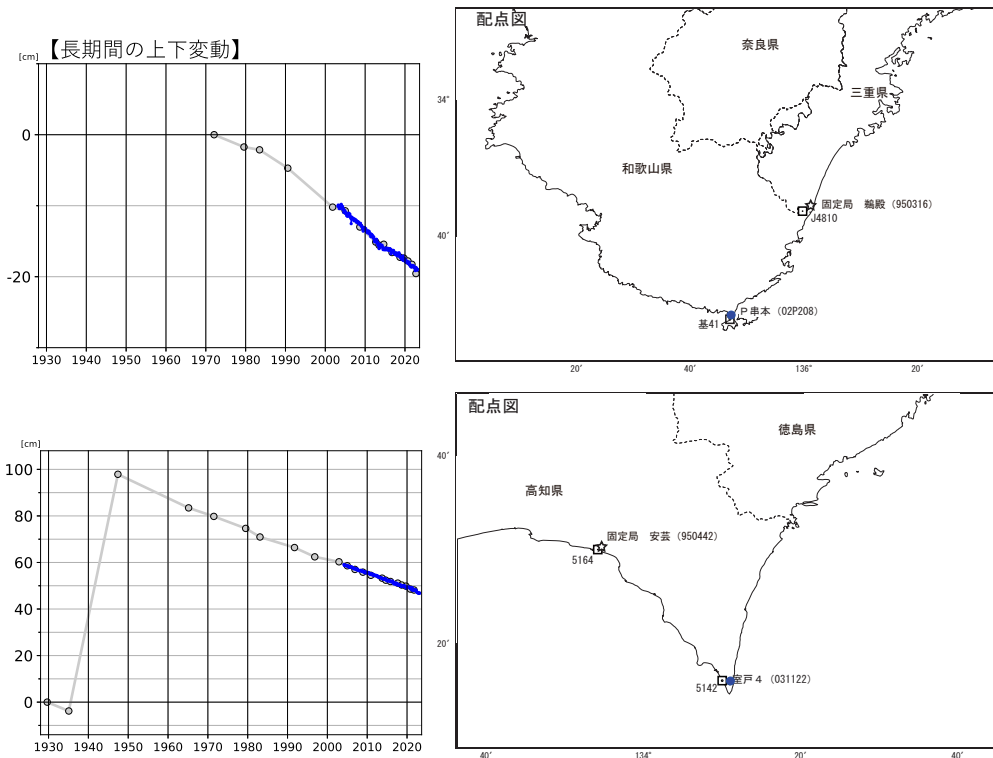 【長期間の上下変動】
[cm]
0
-20
1930 1940 1950 1960 1970 1980 1990 2000 2010 2020
配点図
奈良県
34°
三重県
和歌山県
固定局　鵜殿（950316）
J4810
40′
Ｐ串本（02P208）
基41
20′ 40′ 136° 20′
[cm]
100
80
60
40
20
0
1930 1940 1950 1960 1970 1980 1990 2000 2010 2020
配点図
徳島県
40′
高知県
固定局　安芸（950442）
5164
20′
室戸４（031122）
5142
40′ 134° 20′ 40′